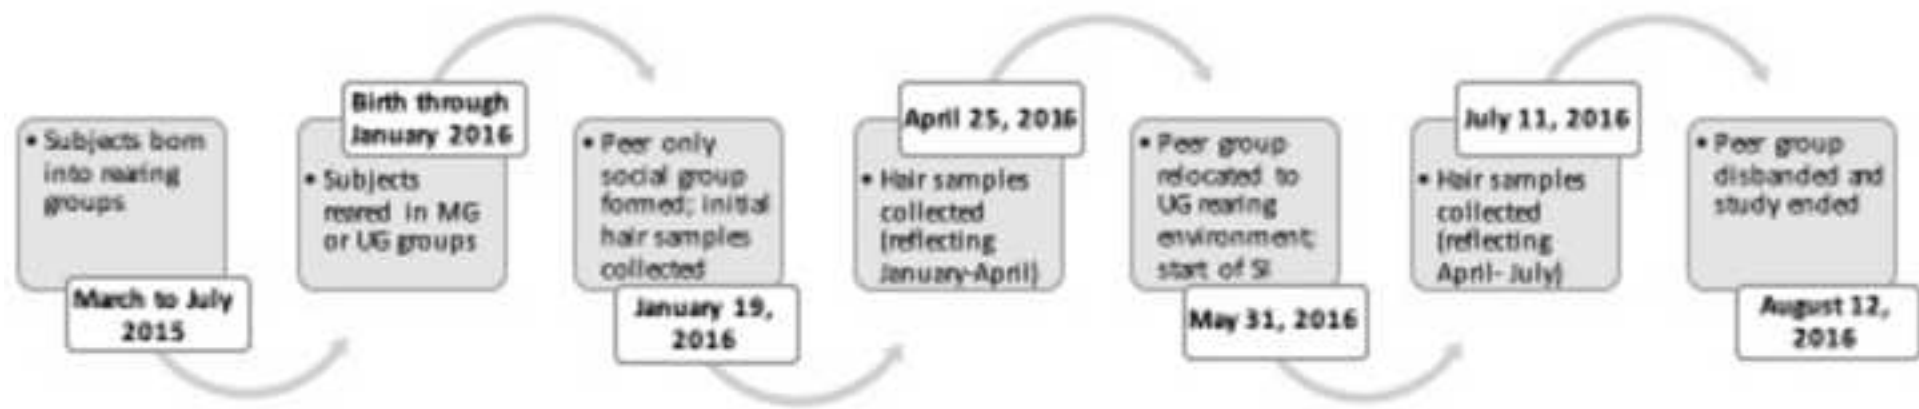 • Subjects born
into rearing
groups
March to July
2015
Birth through
January 2016
• Subjects
reared in MG
or UG groups
• Peer only
social group
formed; initial
hair samples
collected
January 19,
2016
April 25, 2016
• Hair samples
collected
(reflecting
January-April)
• Peer group
relocated to
UG rearing
environment;
start of SI
May 31, 2016
July 11, 2016
• Hair samples
collected
(reflecting
April- July)
• Peer group
disbanded and
study ended
August 12,
2016